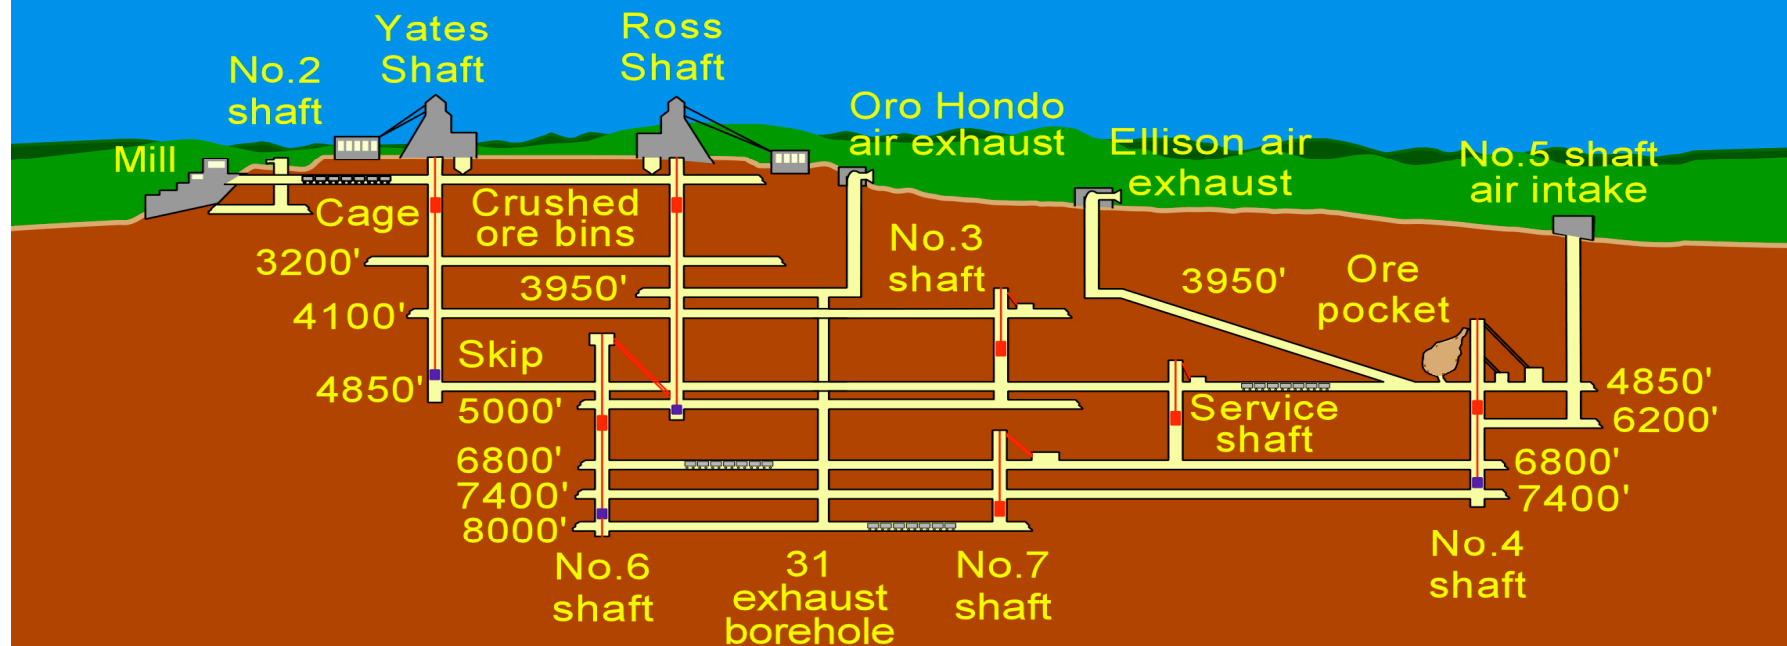 Yates
Shaft
Ross
Shaft
No.2
shaft
Oro Hondo
air exhaust
Ellison air
exhaust
No.5 shaft
air intake
Mill
Cage
Crushed
ore bins
No.3
shaft
3200'
3950'
3950'
Ore
pocket
4100'
Skip
4850'
4850'
5000'
Service
shaft
6200'
6800'
6800'
7400'
7400'
8000'
No.6
shaft
31
exhaust
borehole
No.7
shaft
No.4
shaft